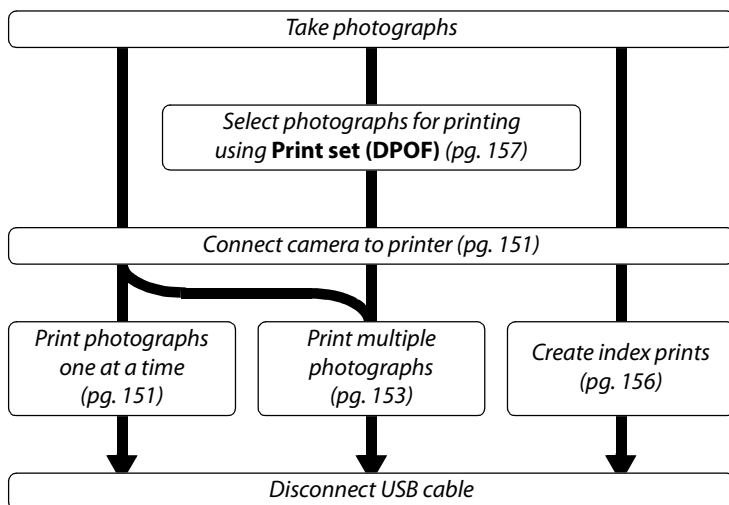 Take photographs
Select photographs for printing
using Print set (DPOF) (pg. 157)
Connect camera to printer (pg. 151)
Print photographs
one at a time
(pg. 151)
Print multiple
photographs
(pg. 153)
Create index prints
(pg. 156)
Disconnect USB cable